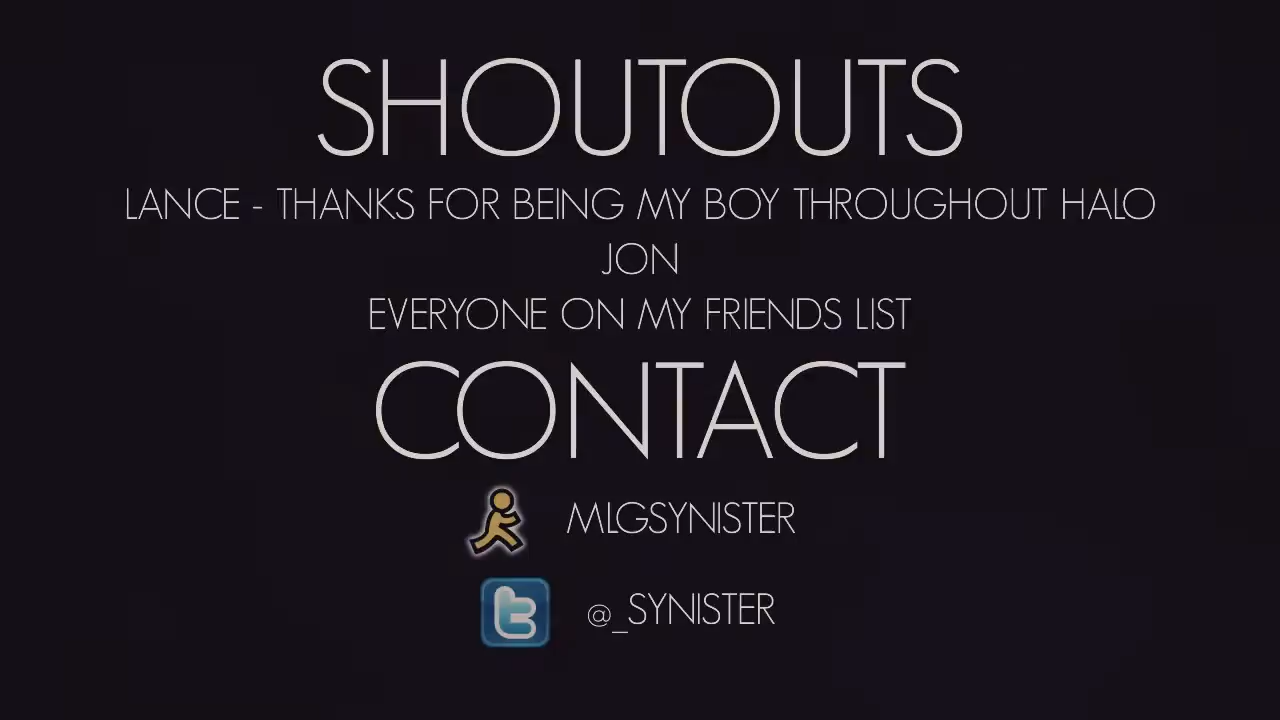 SHOUTOUTS
LANCE - THANKS FOR BEING MY BOY THROUGHOUT HALO
JON
EVERYONE ON MY FRIENDS LIST
CONTACT
MLGSYNISTER
@_SYNISTER